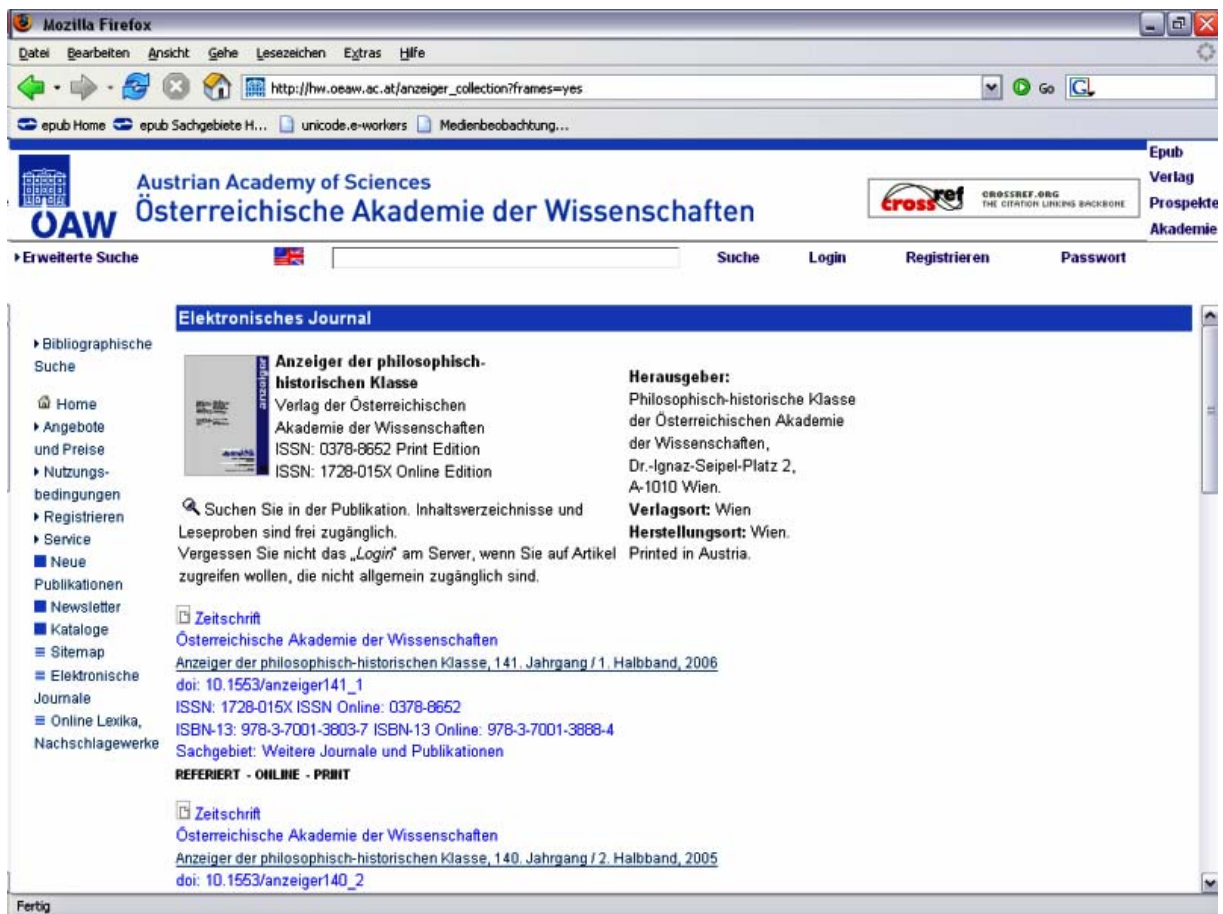 Mozilla Firefox
Datei Bearbeiten Ansicht Gehe Lesezeichen Extras Hilfe
http://hw.oeaw.ac.at/anzeiger_collection?frames=yes Go G
epub Home epub Sachgebiete H... unicode.e-workers Medienbeobachtung...
Epub
Verlag
Prospekte
Akademie
ÖAW
Austrian Academy of Sciences
Österreichische Akademie der Wissenschaften
crossref CROSSREF.ORG
THE CITATION LINKING BACKBONE
Erweiterte Suche Suche Login Registrieren Passwort
Bibliographische
Suche
Home
Angebote
und Preise
Nutzungs-
bedingungen
Registrieren
Service
Neue
Publikationen
Newsletter
Kataloge
Sitemap
Elektronische
Journale
Online Lexika,
Nachschlagewerke
Elektronisches Journal
anzeiger
Anzeiger der philosophisch-
historischen Klasse
Verlag der Österreichischen
Akademie der Wissenschaften
ISSN: 0378-8652 Print Edition
ISSN: 1728-015X Online Edition
Suchen Sie in der Publikation. Inhaltsverzeichnisse und
Leseproben sind frei zugänglich.
Vergessen Sie nicht das „Login“ am Server, wenn Sie auf Artikel
zugreifen wollen, die nicht allgemein zugänglich sind.
Herausgeber:
Philosophisch-historische Klasse
der Österreichischen Akademie
der Wissenschaften,
Dr.-Ignaz-Seipel-Platz 2,
A-1010 Wien.
Verlagsort: Wien
Herstellungsort: Wien.
Printed in Austria.
Zeitschrift
Österreichische Akademie der Wissenschaften
Anzeiger der philosophisch-historischen Klasse, 141. Jahrgang / 1. Halbband, 2006
doi: 10.1553/anzeiger141_1
ISSN: 1728-015X ISSN Online: 0378-8652
ISBN-13: 978-3-7001-3803-7 ISBN-13 Online: 978-3-7001-3888-4
Sachgebiet: Weitere Journale und Publikationen
REFERIERT - ONLINE - PRINT
Zeitschrift
Österreichische Akademie der Wissenschaften
Anzeiger der philosophisch-historischen Klasse, 140. Jahrgang / 2. Halbband, 2005
doi: 10.1553/anzeiger140_2
Fertig